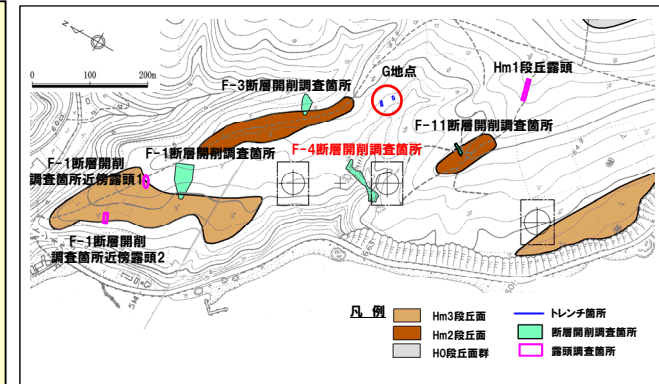 N
0 100 200m
G地点
Hm1段丘露頭
F-3断層開削調査箇所
F-11断層開削調査箇所
F-1断層開削調査箇所
F-4断層開削調査箇所
F-1断層開削
調査箇所近傍露頭1
F-1断層開削
調査箇所近傍露頭2
凡 例
Hm3段丘面
Hm2段丘面
H0段丘面群
トレンチ箇所
断層開削調査箇所
露頭調査箇所